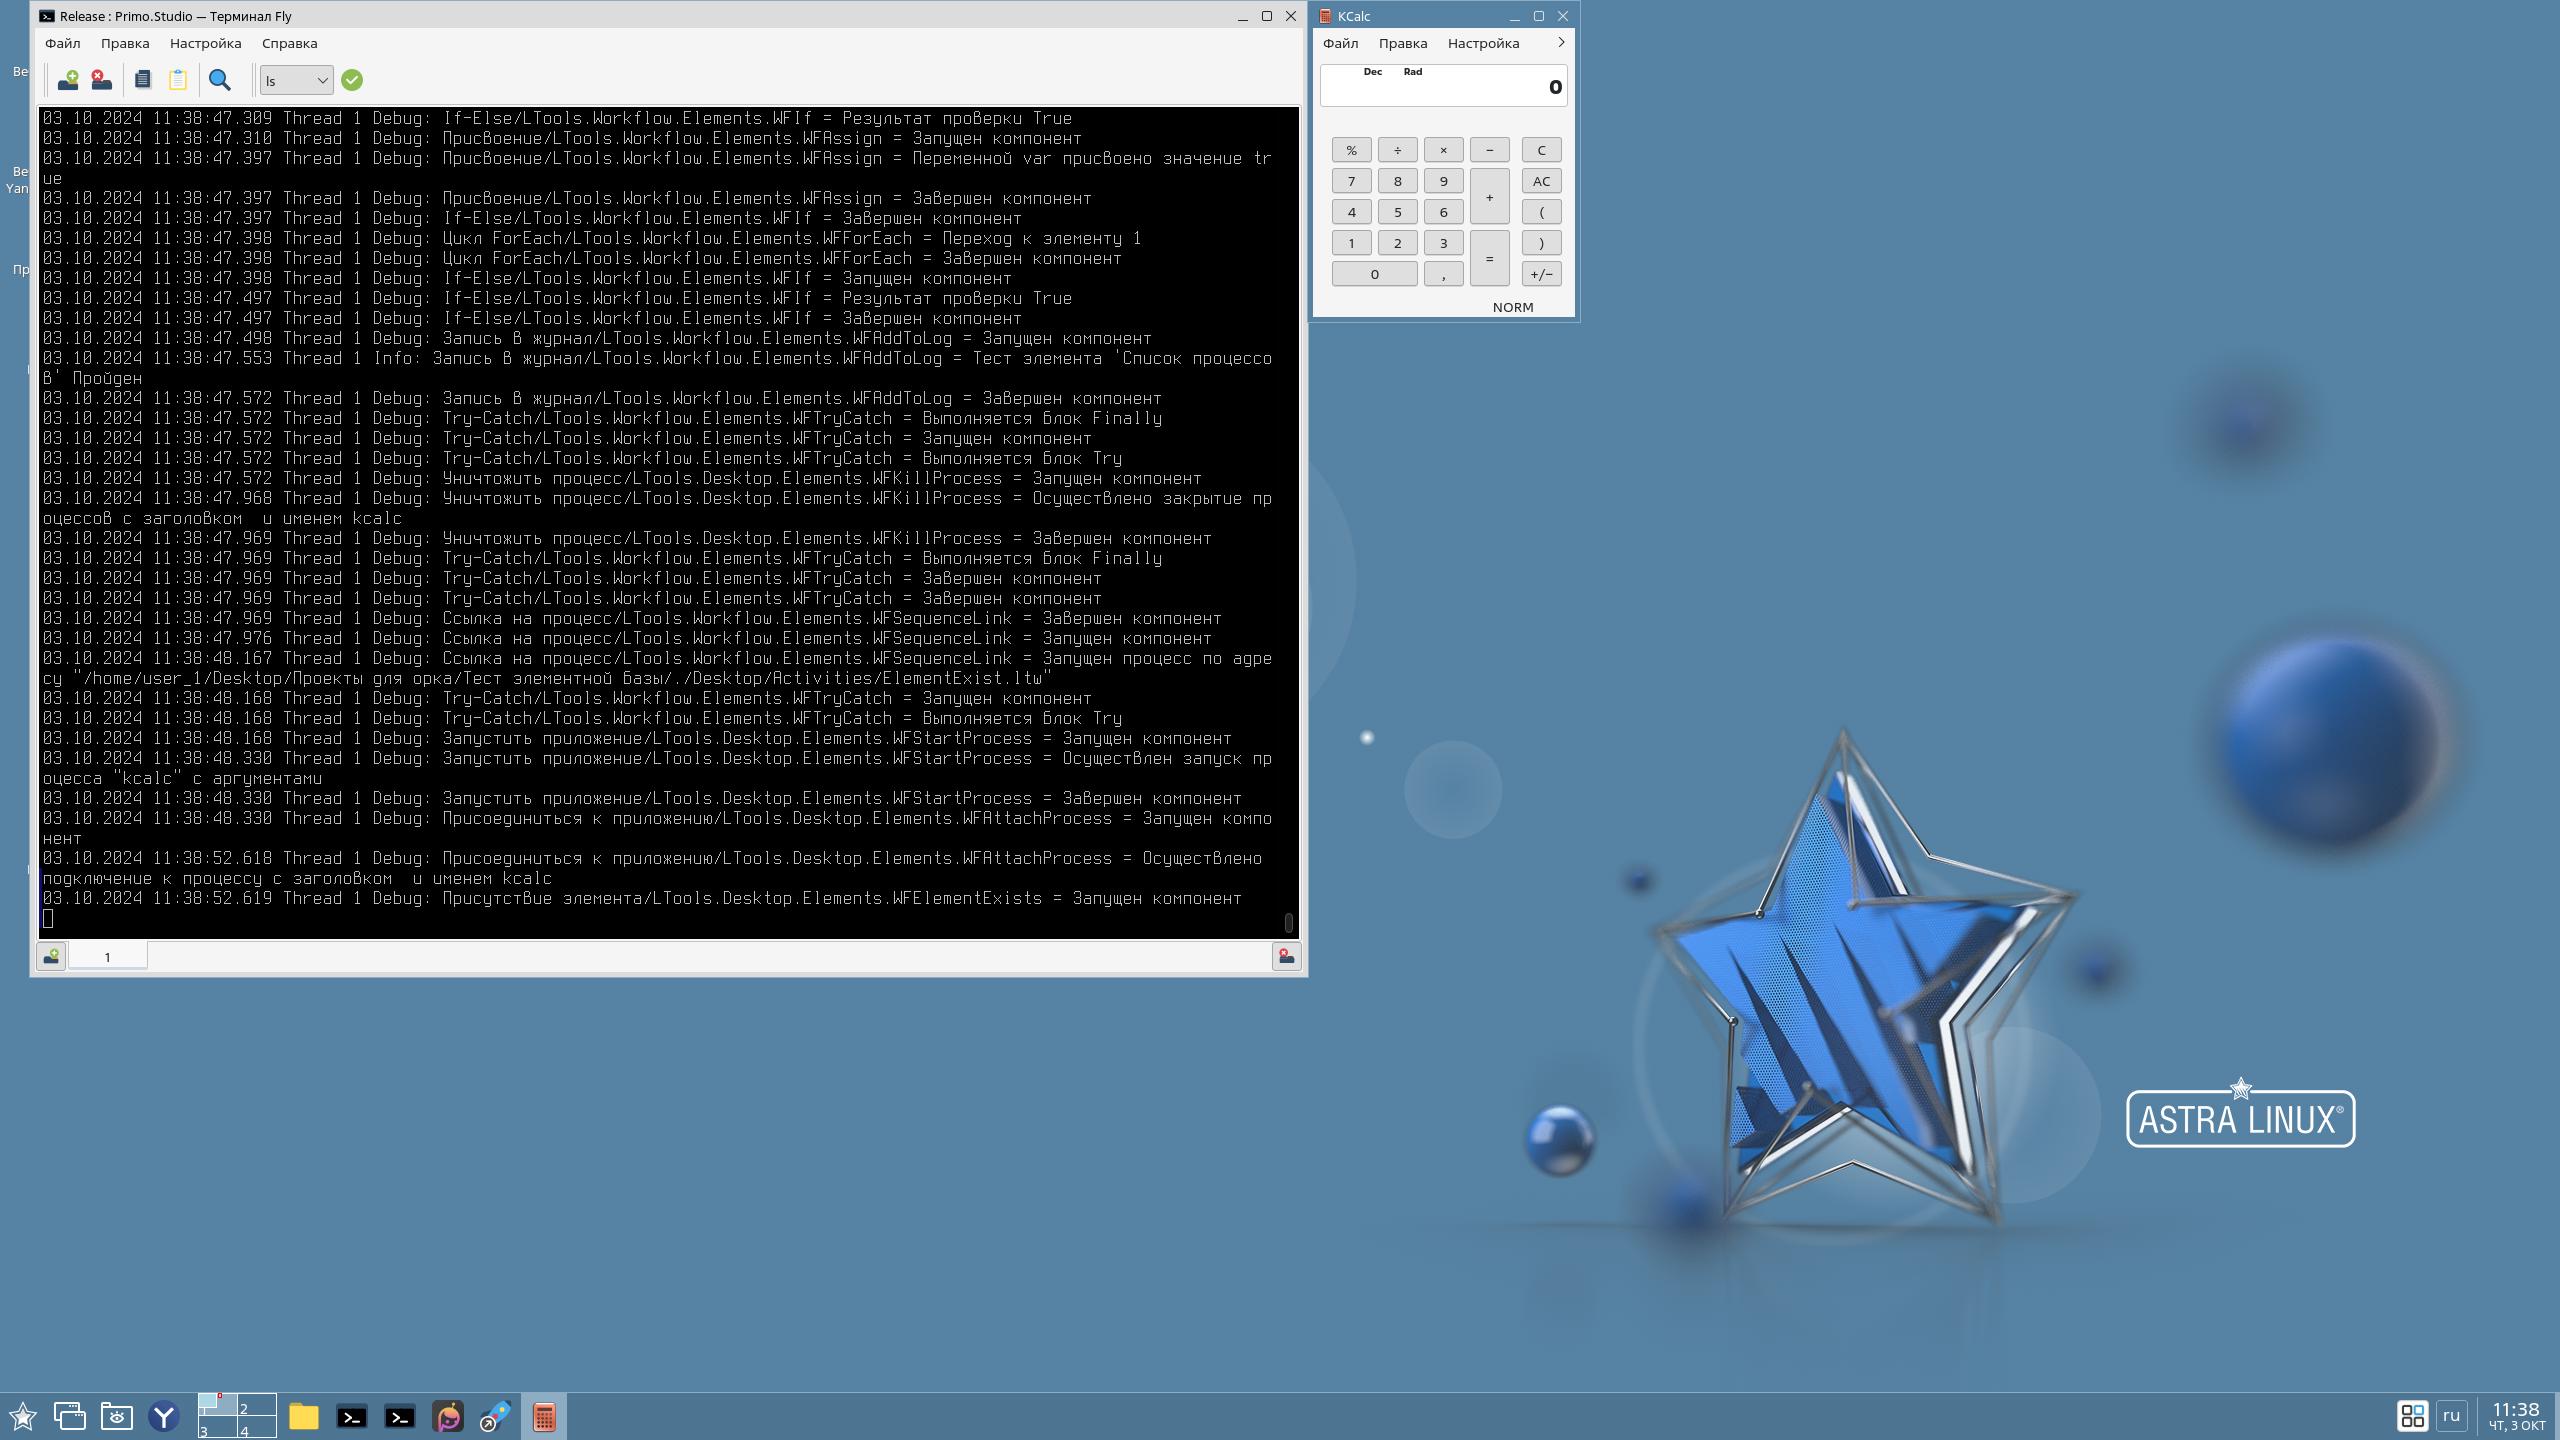 Release : Primo.Studio — Терминал Fly
Файл Правка Настройка Справка
ls
03.10.2024 11:38:47.309 Thread 1 Debug: If-Else/LTools.Workflow.Elements.WFIf = Результат проверки True
03.10.2024 11:38:47.310 Thread 1 Debug: Присвоение/LTools.Workflow.Elements.WFAssign = Запущен компонент
03.10.2024 11:38:47.397 Thread 1 Debug: Присвоение/LTools.Workflow.Elements.WFAssign = Переменной var присвоено значение tr
ue
03.10.2024 11:38:47.397 Thread 1 Debug: Присвоение/LTools.Workflow.Elements.WFAssign = Завершен компонент
03.10.2024 11:38:47.397 Thread 1 Debug: If-Else/LTools.Workflow.Elements.WFIf = Завершен компонент
03.10.2024 11:38:47.398 Thread 1 Debug: Цикл ForEach/LTools.Workflow.Elements.WFForEach = Переход к элементу 1
03.10.2024 11:38:47.398 Thread 1 Debug: Цикл ForEach/LTools.Workflow.Elements.WFForEach = Завершен компонент
03.10.2024 11:38:47.398 Thread 1 Debug: If-Else/LTools.Workflow.Elements.WFIf = Запущен компонент
03.10.2024 11:38:47.497 Thread 1 Debug: If-Else/LTools.Workflow.Elements.WFIf = Результат проверки True
03.10.2024 11:38:47.497 Thread 1 Debug: If-Else/LTools.Workflow.Elements.WFIf = Завершен компонент
03.10.2024 11:38:47.498 Thread 1 Debug: Запись в журнал/LTools.Workflow.Elements.WFAddToLog = Запущен компонент
03.10.2024 11:38:47.553 Thread 1 Info: Запись в журнал/LTools.Workflow.Elements.WFAddToLog = Тест элемента 'Список процессо
в' Пройден
03.10.2024 11:38:47.572 Thread 1 Debug: Запись в журнал/LTools.Workflow.Elements.WFAddToLog = Завершен компонент
03.10.2024 11:38:47.572 Thread 1 Debug: Try-Catch/LTools.Workflow.Elements.WFTryCatch = Выполняется блок Finally
03.10.2024 11:38:47.572 Thread 1 Debug: Try-Catch/LTools.Workflow.Elements.WFTryCatch = Запущен компонент
03.10.2024 11:38:47.572 Thread 1 Debug: Try-Catch/LTools.Workflow.Elements.WFTryCatch = Выполняется блок Try
03.10.2024 11:38:47.572 Thread 1 Debug: Уничтожить процесс/LTools.Desktop.Elements.WFKillProcess = Запущен компонент
03.10.2024 11:38:47.968 Thread 1 Debug: Уничтожить процесс/LTools.Desktop.Elements.WFKillProcess = Осуществлено закрытие пр
оцессов с заголовком  и именем kcalc
03.10.2024 11:38:47.969 Thread 1 Debug: Уничтожить процесс/LTools.Desktop.Elements.WFKillProcess = Завершен компонент
03.10.2024 11:38:47.969 Thread 1 Debug: Try-Catch/LTools.Workflow.Elements.WFTryCatch = Выполняется блок Finally
03.10.2024 11:38:47.969 Thread 1 Debug: Try-Catch/LTools.Workflow.Elements.WFTryCatch = Завершен компонент
03.10.2024 11:38:47.969 Thread 1 Debug: Try-Catch/LTools.Workflow.Elements.WFTryCatch = Завершен компонент
03.10.2024 11:38:47.969 Thread 1 Debug: Ссылка на процесс/LTools.Workflow.Elements.WFSequenceLink = Завершен компонент
03.10.2024 11:38:47.976 Thread 1 Debug: Ссылка на процесс/LTools.Workflow.Elements.WFSequenceLink = Запущен компонент
03.10.2024 11:38:48.167 Thread 1 Debug: Ссылка на процесс/LTools.Workflow.Elements.WFSequenceLink = Запущен процесс по адре
су "/home/user_1/Desktop/Проекты для орка/Тест элементной базы/./Desktop/Activities/ElementExist.ltw"
03.10.2024 11:38:48.168 Thread 1 Debug: Try-Catch/LTools.Workflow.Elements.WFTryCatch = Запущен компонент
03.10.2024 11:38:48.168 Thread 1 Debug: Try-Catch/LTools.Workflow.Elements.WFTryCatch = Выполняется блок Try
03.10.2024 11:38:48.168 Thread 1 Debug: Запустить приложение/LTools.Desktop.Elements.WFStartProcess = Запущен компонент
03.10.2024 11:38:48.330 Thread 1 Debug: Запустить приложение/LTools.Desktop.Elements.WFStartProcess = Осуществлен запуск пр
оцесса "kcalc" с аргументами
03.10.2024 11:38:48.330 Thread 1 Debug: Запустить приложение/LTools.Desktop.Elements.WFStartProcess = Завершен компонент
03.10.2024 11:38:48.330 Thread 1 Debug: Присоединиться к приложению/LTools.Desktop.Elements.WFAttachProcess = Запущен компо
нент
03.10.2024 11:38:52.618 Thread 1 Debug: Присоединиться к приложению/LTools.Desktop.Elements.WFAttachProcess = Осуществлено
подключение к процессу с заголовком  и именем kcalc
03.10.2024 11:38:52.619 Thread 1 Debug: Присутствие элемента/LTools.Desktop.Elements.WFElementExists = Запущен компонент
1
KCalc
Файл Правка Настройка
Dec Rad
0
% ÷ × − C
7 8 9 + AC
4 5 6 (
1 2 3 = )
0 , +/−
NORM
Ве
Ве
Yan
Пр
ASTRA LINUX®
2
3 4
ru
11:38
ЧТ, 3 ОКТ